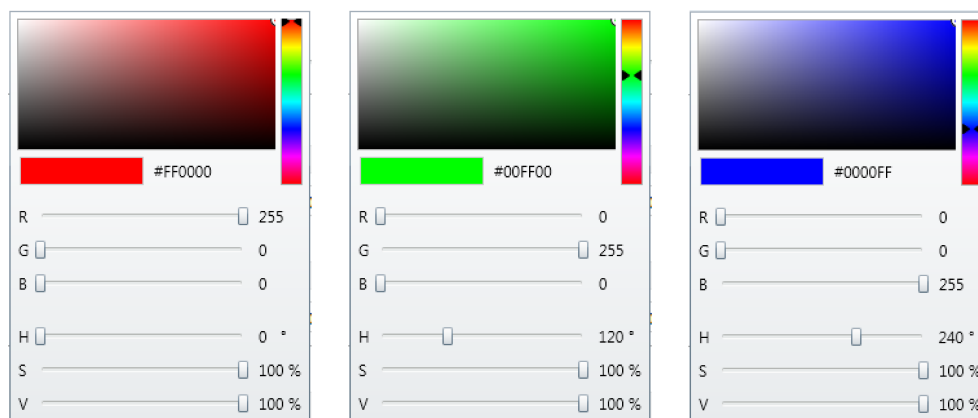 #FF0000
R 255
G 0
B 0
H 0 °
S 100 %
V 100 %
#00FF00
R 0
G 255
B 0
H 120 °
S 100 %
V 100 %
#0000FF
R 0
G 0
B 255
H 240 °
S 100 %
V 100 %